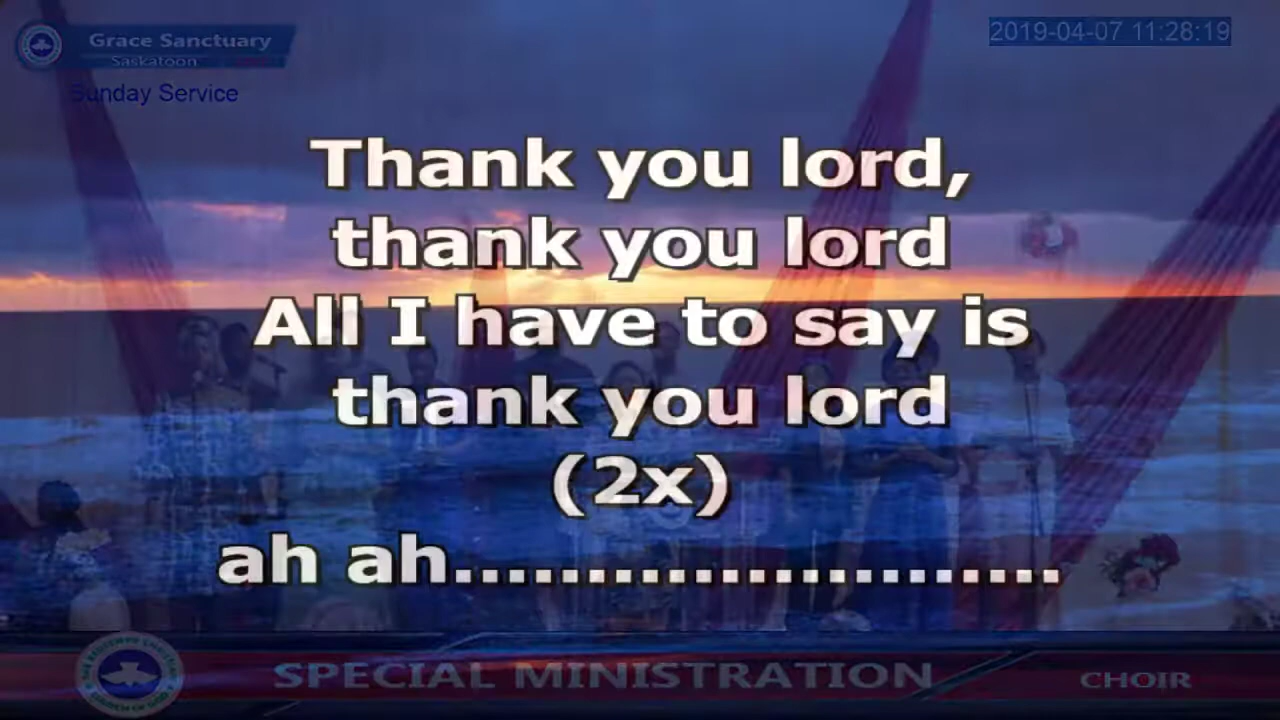 Grace Sanctuary
Saskatoon
Sunday Service
2019-04-07 11:28:19
Thank you lord,
thank you lord
All I have to say is
thank you lord
(2x)
ah ah.......................
SPECIAL MINISTRATION
CHOIR